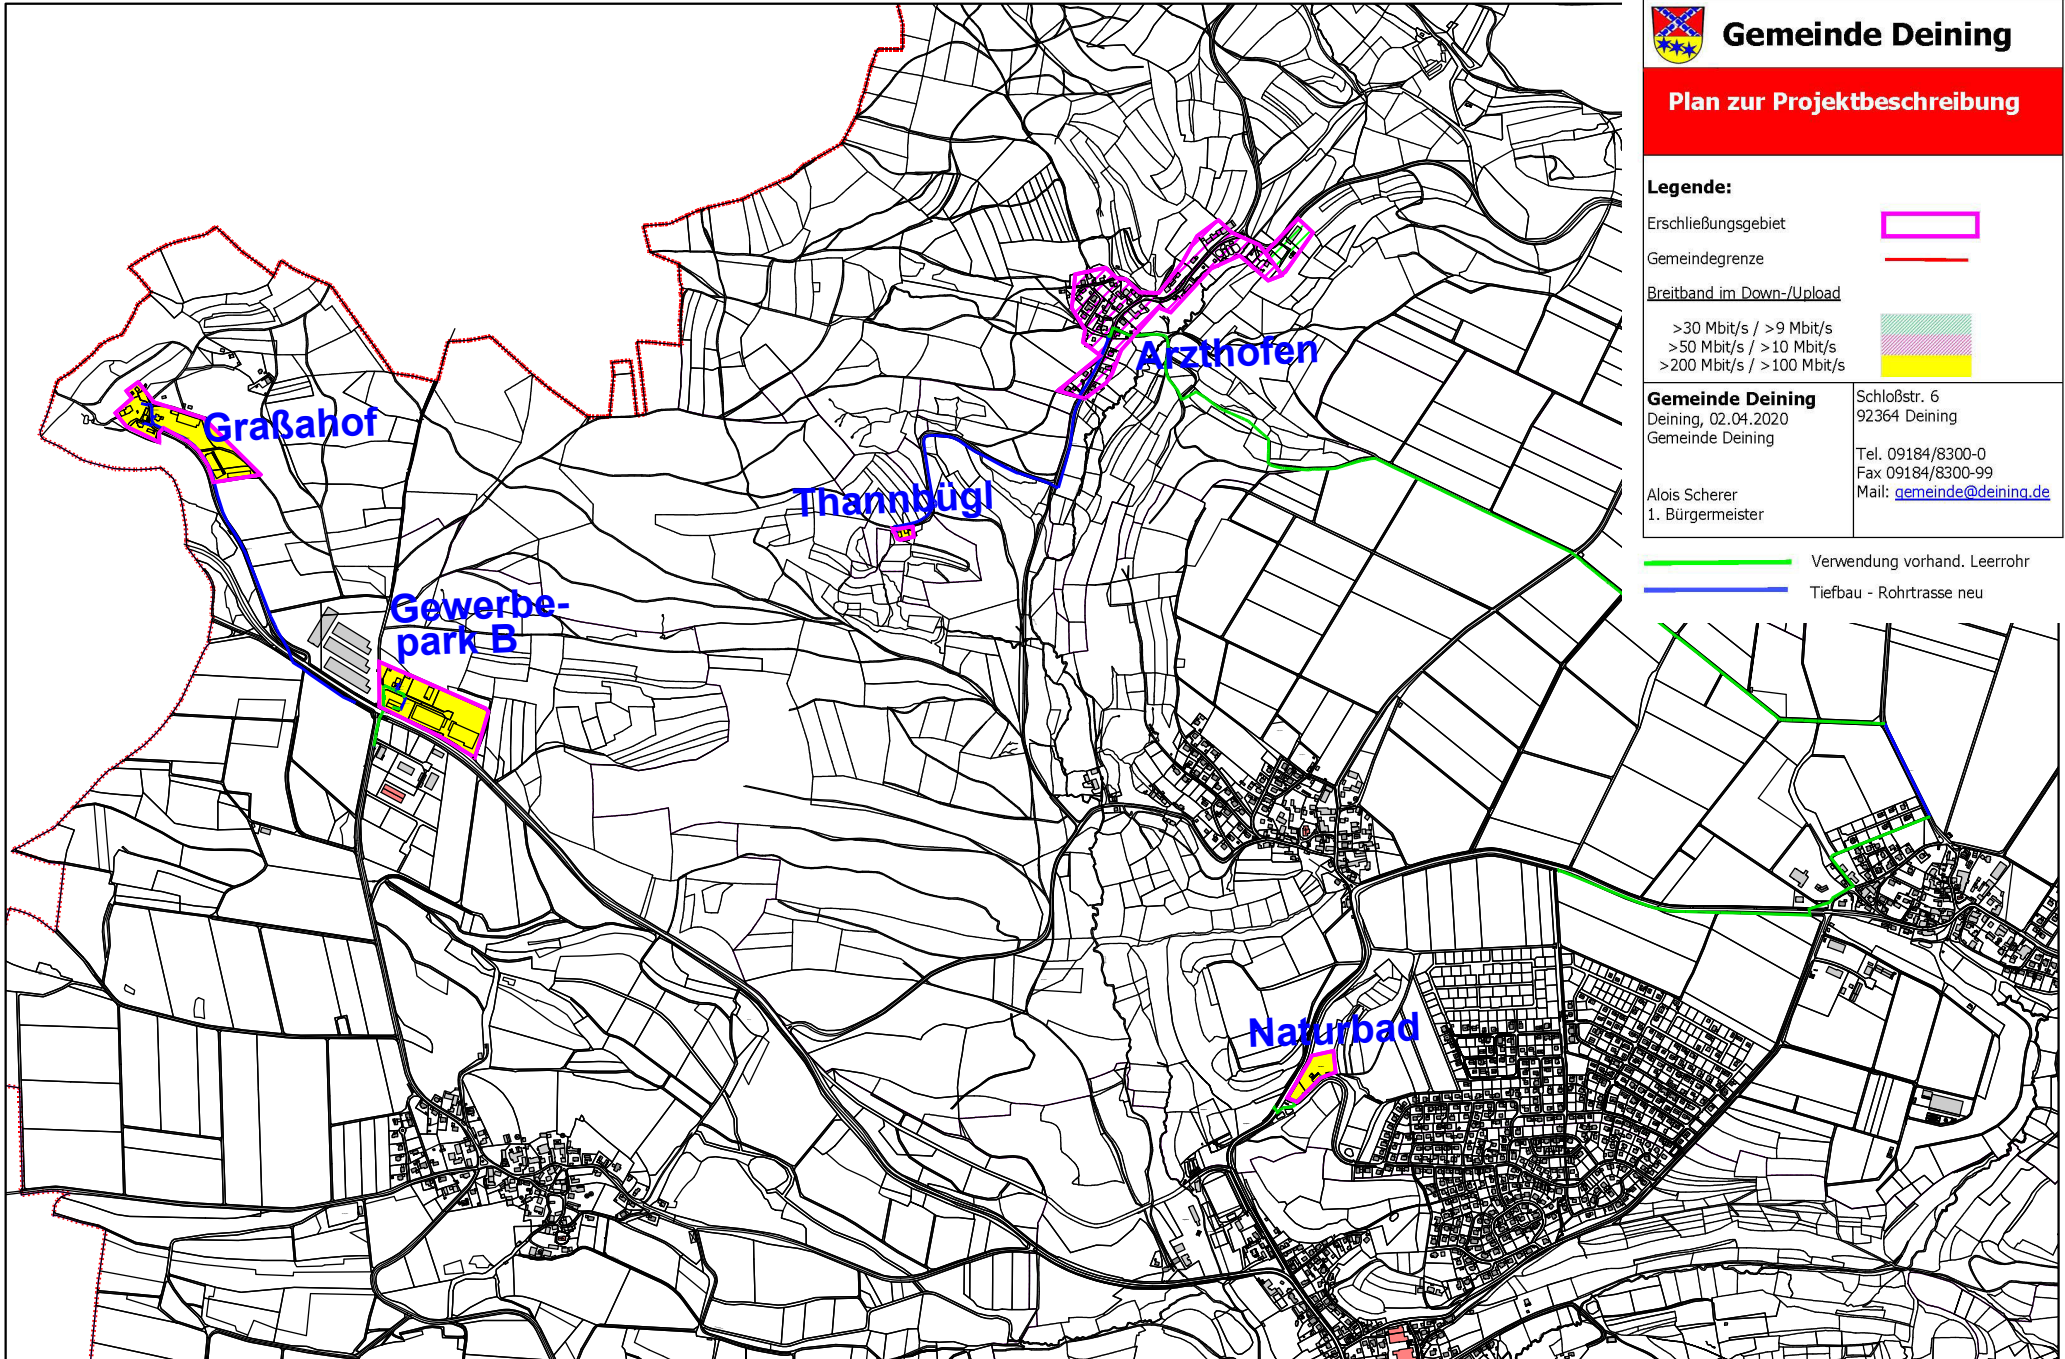 Gemeinde Deining
Plan zur Projektbeschreibung
Legende:
Erschließungsgebiet
Gemeindegrenze
Breitband im Down-/Upload
>30 Mbit/s / >9 Mbit/s
>50 Mbit/s / >10 Mbit/s
>200 Mbit/s / >100 Mbit/s
Gemeinde Deining
Deining, 02.04.2020
Gemeinde Deining
Alois Scherer
1. Bürgermeister
Schloßstr. 6
92364 Deining
Tel. 09184/8300-0
Fax 09184/8300-99
Mail: gemeinde@deining.de
Verwendung vorhand. Leerrohr
Tiefbau - Rohrtrasse neu
Arzthofen
Graßahof
Thannbügl
Gewerbe-
park B
Naturbad